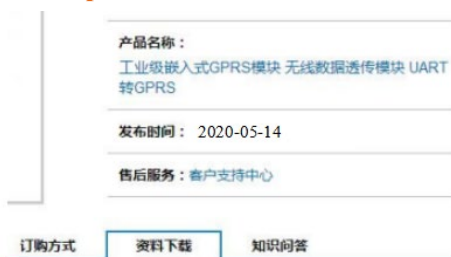 产品名称：
工业级嵌入式GPRS模块 无线数据透传模块 UART
转GPRS
发布时间： 2020-05-14
售后服务：客户支持中心
订购方式 资料下载 知识问答